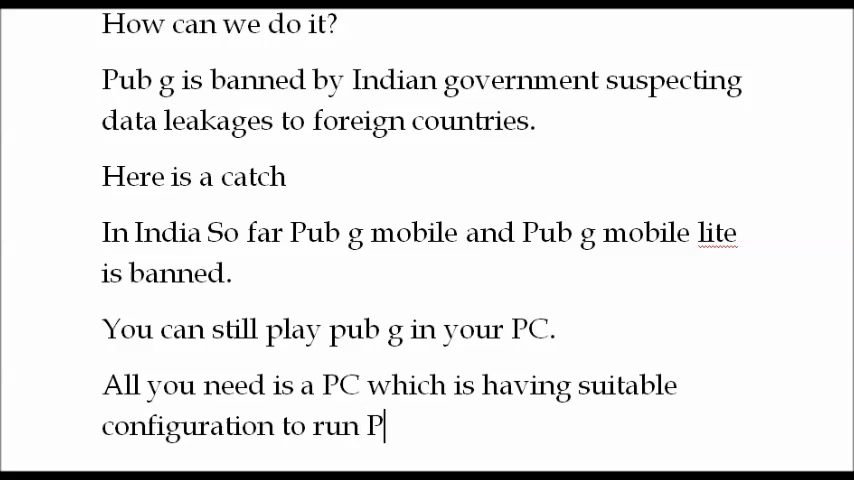 How can we do it?
Pub g is banned by Indian government suspecting
data leakages to foreign countries.
Here is a catch
In India So far Pub g mobile and Pub g mobile lite
is banned.
You can still play pub g in your PC.
All you need is a PC which is having suitable
configuration to run P